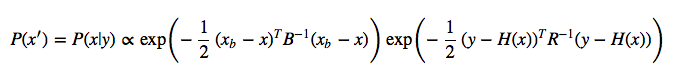 P(x′) = P(x|y) ∝ exp(−1/2 (x_b − x)^T B^{−1}(x_b − x)) exp(−1/2 (y − H(x))^T R^{−1}(y − H(x)))